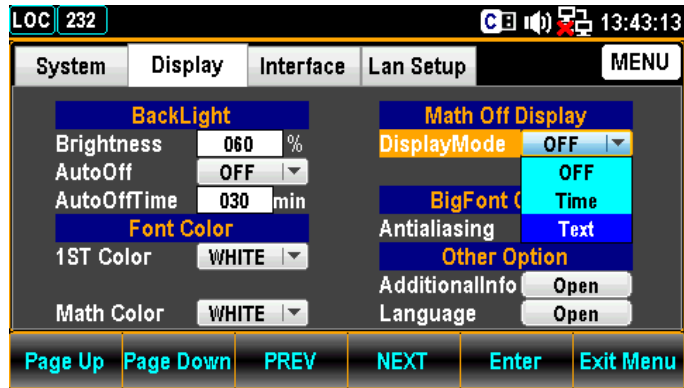 LOC 232 C 13:43:13
System Display Interface Lan Setup MENU
BackLight
Brightness 060 %
AutoOff OFF
AutoOffTime 030 min
Font Color
1ST Color WHITE
Math Color WHITE
Math Off Display
DisplayMode OFF
OFF
Time
Text
BigFont
Antialiasing
Other Option
AdditionalInfo Open
Language Open
Page Up Page Down PREV NEXT Enter Exit Menu